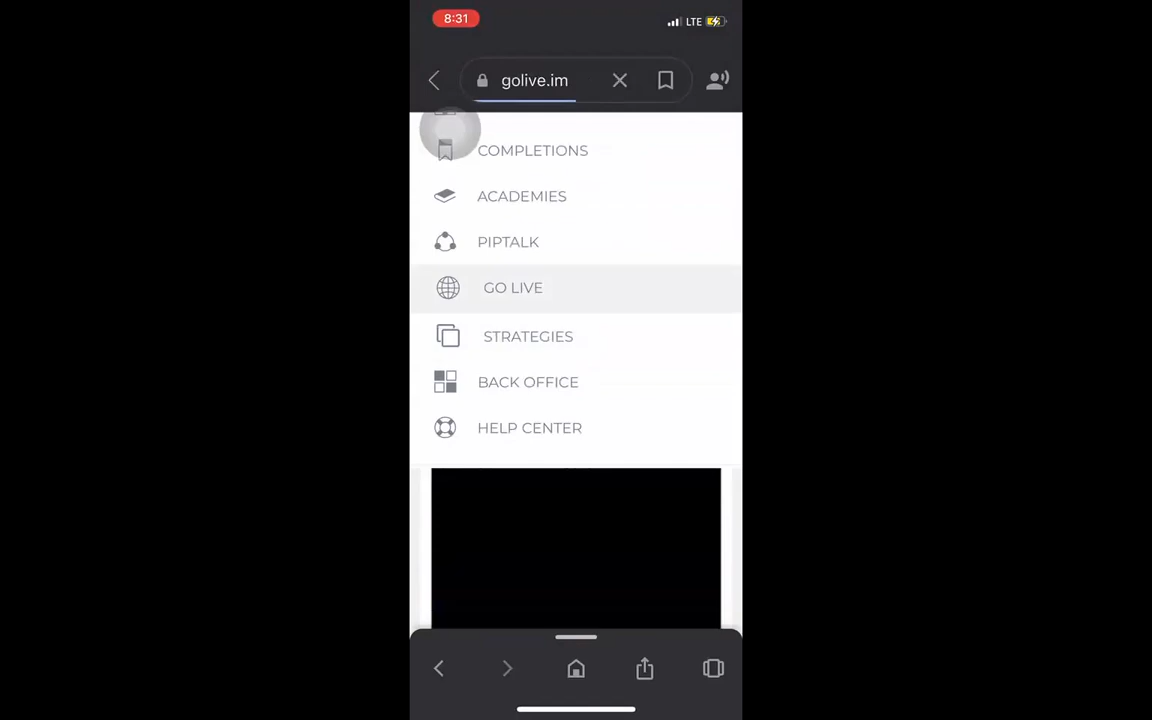 8:31
LTE
golive.im
COMPLETIONS
ACADEMIES
PIPTALK
GO LIVE
STRATEGIES
BACK OFFICE
HELP CENTER